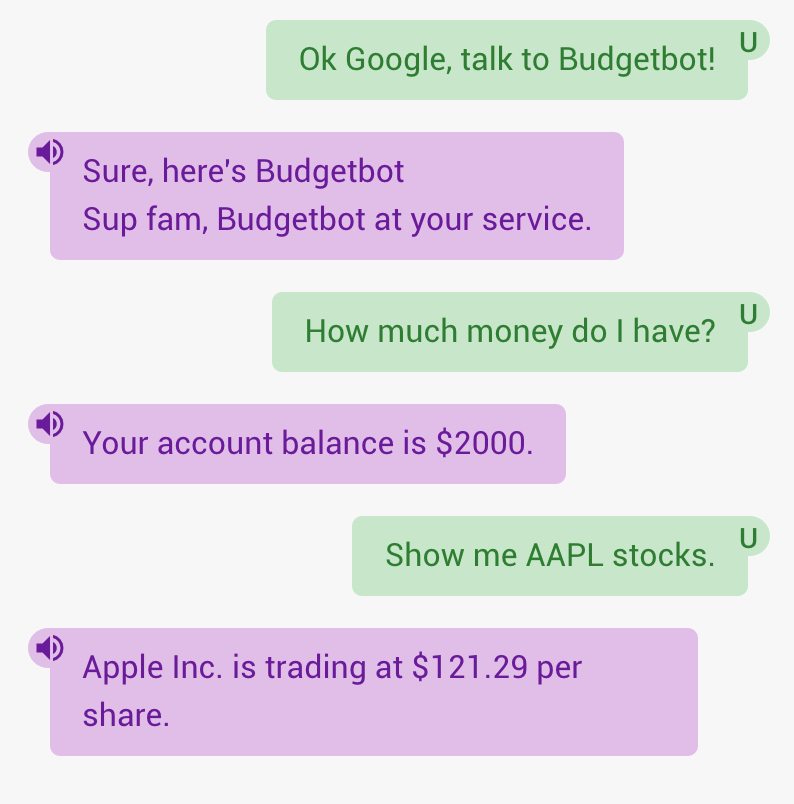 Ok Google, talk to Budgetbot!
U
Sure, here's Budgetbot
Sup fam, Budgetbot at your service.
How much money do I have?
U
Your account balance is $2000.
Show me AAPL stocks.
U
Apple Inc. is trading at $121.29 per
share.